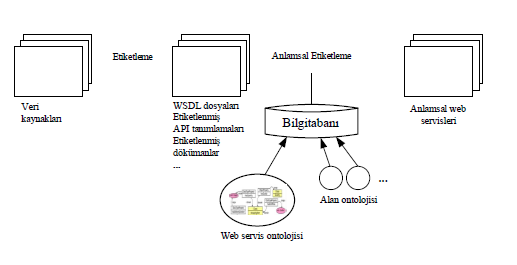 Etiketleme
Anlamsal Etiketleme
Veri
kaynakları
WSDL dosyaları
Etiketlenmiş
API tanımlamaları
Etiketlenmiş
dökümanlar
...
Bilgitabanı
Anlamsal web
servisleri
...
Alan ontolojisi
Web servis ontolojisi